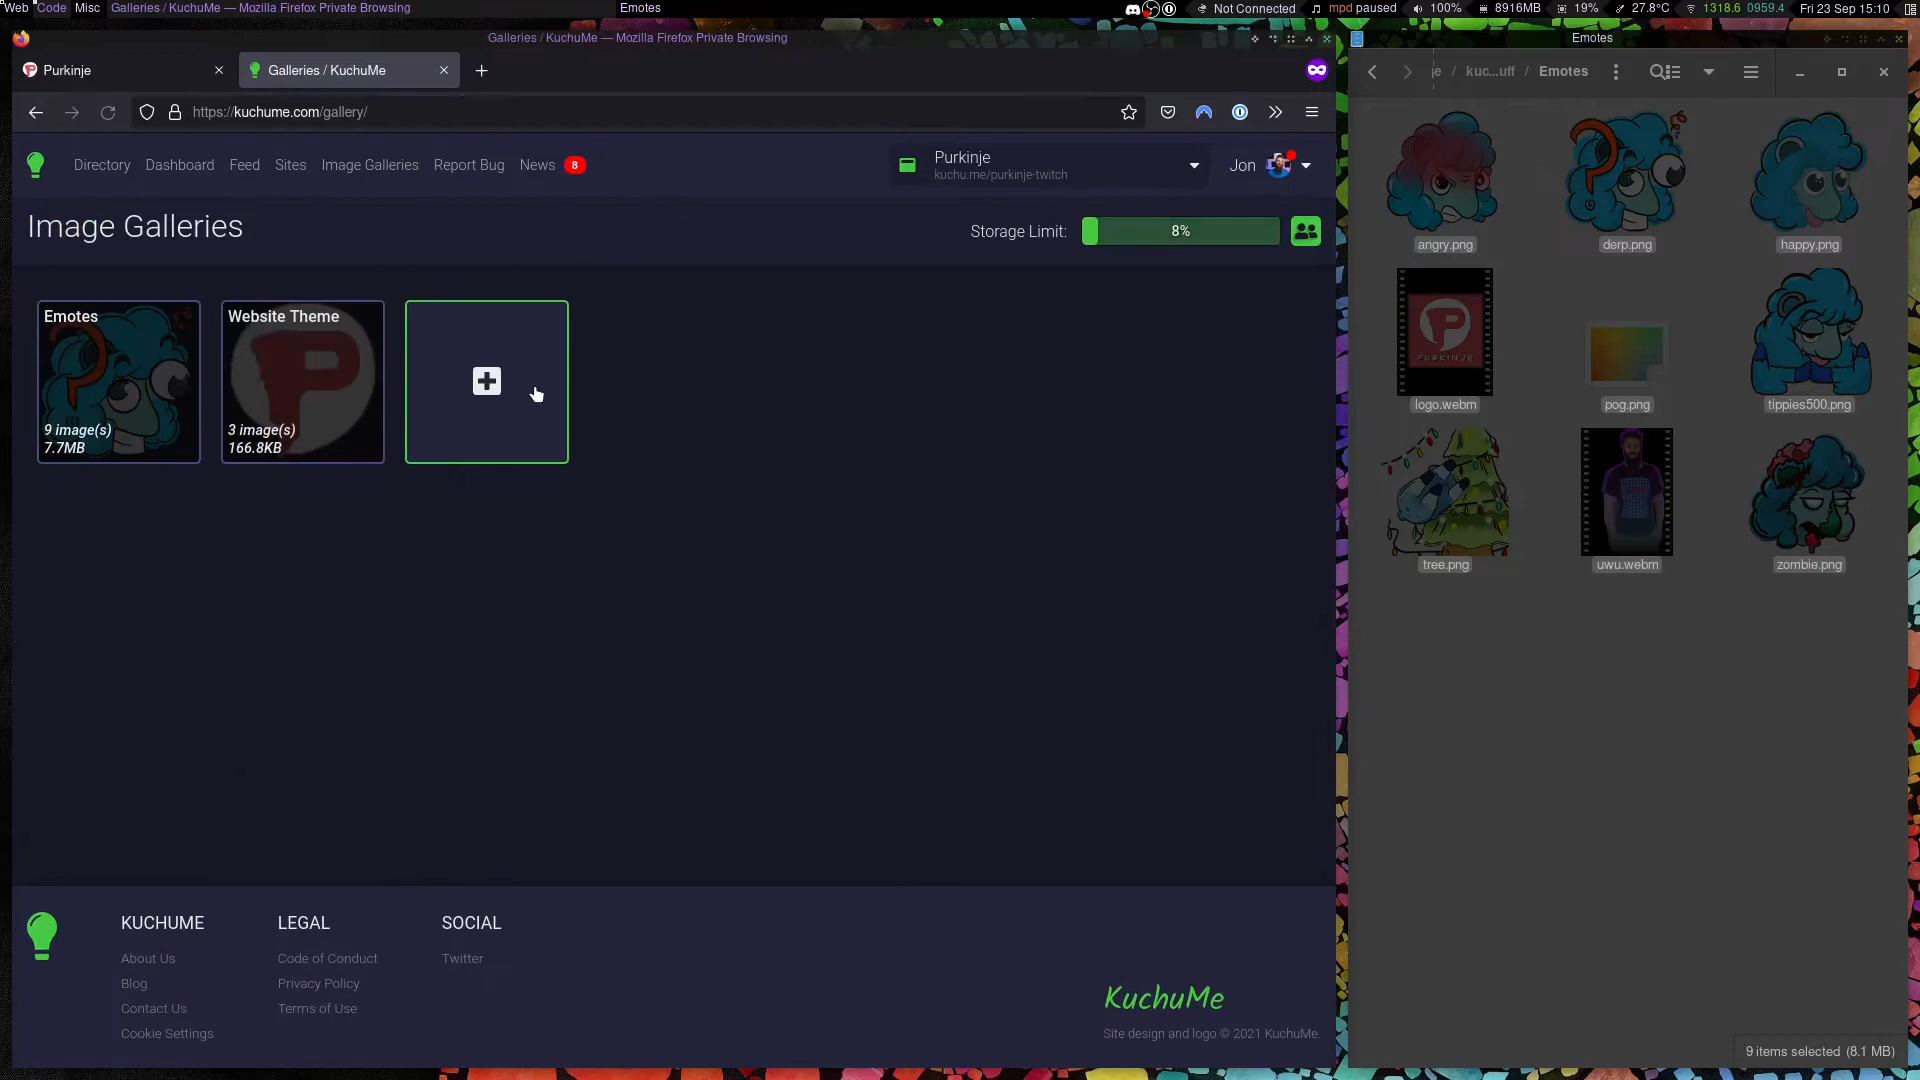 Web Code Misc Galleries / KuchuMe — Mozilla Firefox Private Browsing Emotes Not Connected mpd paused 100% 8916MB 19% 27.8°C 1318.6 0959.4 Fri 23 Sep 15:10
Galleries / KuchuMe — Mozilla Firefox Private Browsing
Emotes
Purkinje
Galleries / KuchuMe
https://kuchume.com/gallery/
Directory Dashboard Feed Sites Image Galleries Report Bug News 8
Purkinje
kuchu.me/purkinje-twitch
Jon
Image Galleries
Storage Limit: 8%
Emotes
9 image(s)
7.7MB
Website Theme
3 image(s)
166.8KB
KUCHUME
About Us
Blog
Contact Us
Cookie Settings
LEGAL
Code of Conduct
Privacy Policy
Terms of Use
SOCIAL
Twitter
KuchuMe
Site design and logo © 2021 KuchuMe.
je / kuc...uff / Emotes
angry.png derp.png happy.png
P
PURKINJE
logo.webm pog.png tippies500.png
tree.png uwu.webm zombie.png
9 items selected (8.1 MB)